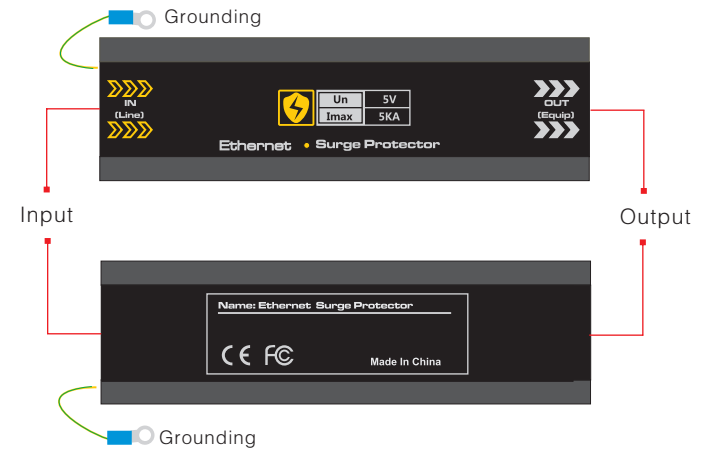 Grounding
IN
(Line)
Un 5V
Imax 5KA
OUT
(Equip)
Ethernet • Surge Protector
Input
Output
Name: Ethernet Surge Protector
CE FC
Made In China
Grounding